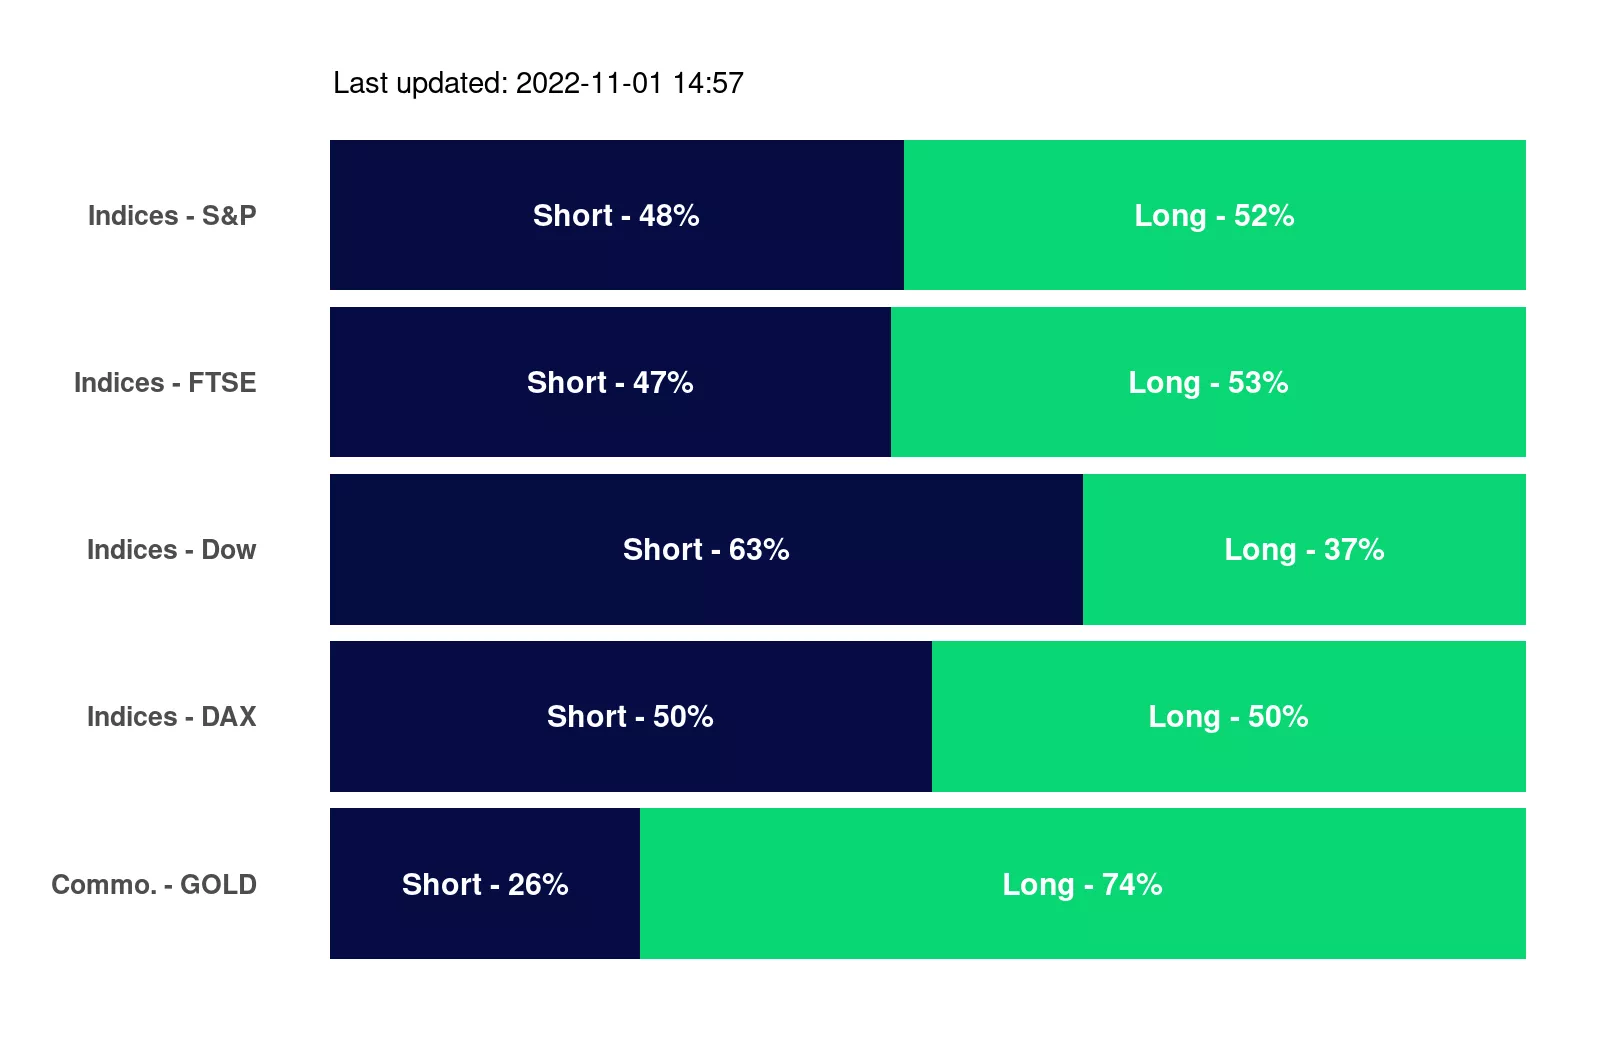 Last updated: 2022-11-01 14:57
Indices - S&P Short - 48% Long - 52%
Indices - FTSE Short - 47% Long - 53%
Indices - Dow Short - 63% Long - 37%
Indices - DAX Short - 50% Long - 50%
Commo. - GOLD Short - 26% Long - 74%